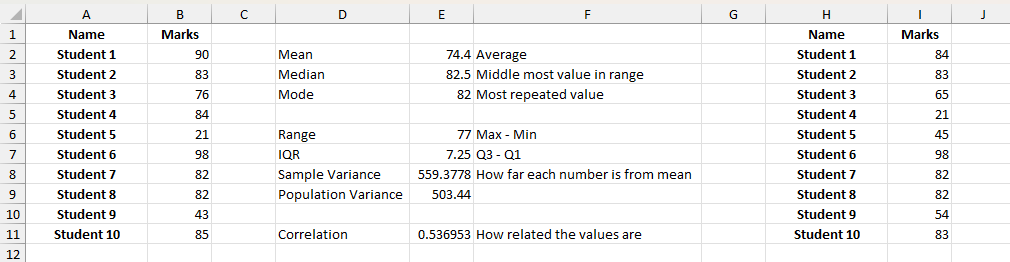 A B C D E F G H I J
1 Name Marks Name Marks
2 Student 1 90 Mean 74.4 Average Student 1 84
3 Student 2 83 Median 82.5 Middle most value in range Student 2 83
4 Student 3 76 Mode 82 Most repeated value Student 3 65
5 Student 4 84 Student 4 21
6 Student 5 21 Range 77 Max - Min Student 5 45
7 Student 6 98 IQR 7.25 Q3 - Q1 Student 6 98
8 Student 7 82 Sample Variance 559.3778 How far each number is from mean Student 7 82
9 Student 8 82 Population Variance 503.44 Student 8 82
10 Student 9 43 Student 9 54
11 Student 10 85 Correlation 0.536953 How related the values are Student 10 83
12